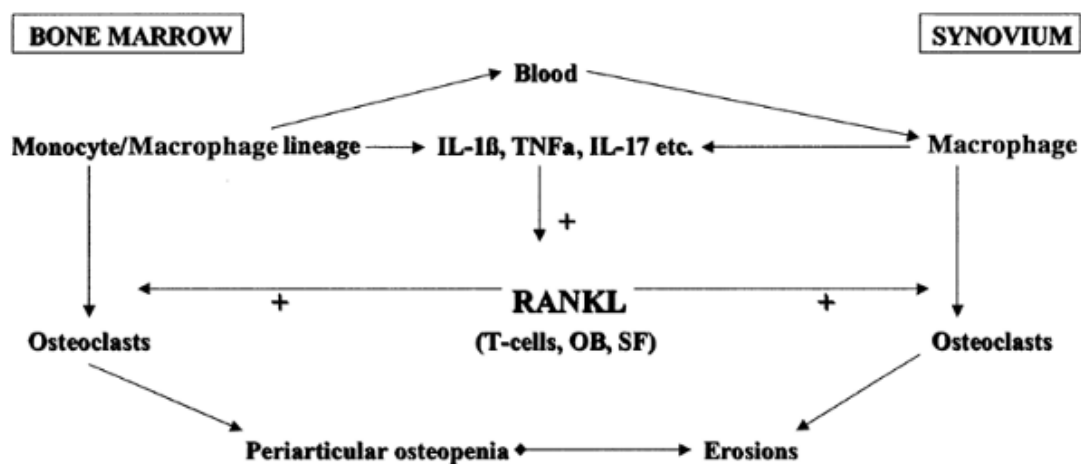 BONE MARROW
SYNOVIUM
Blood
Monocyte/Macrophage lineage
IL-1ß, TNFa, IL-17 etc.
Macrophage
+
RANKL
+
+
(T-cells, OB, SF)
Osteoclasts
Osteoclasts
Periarticular osteopenia
Erosions